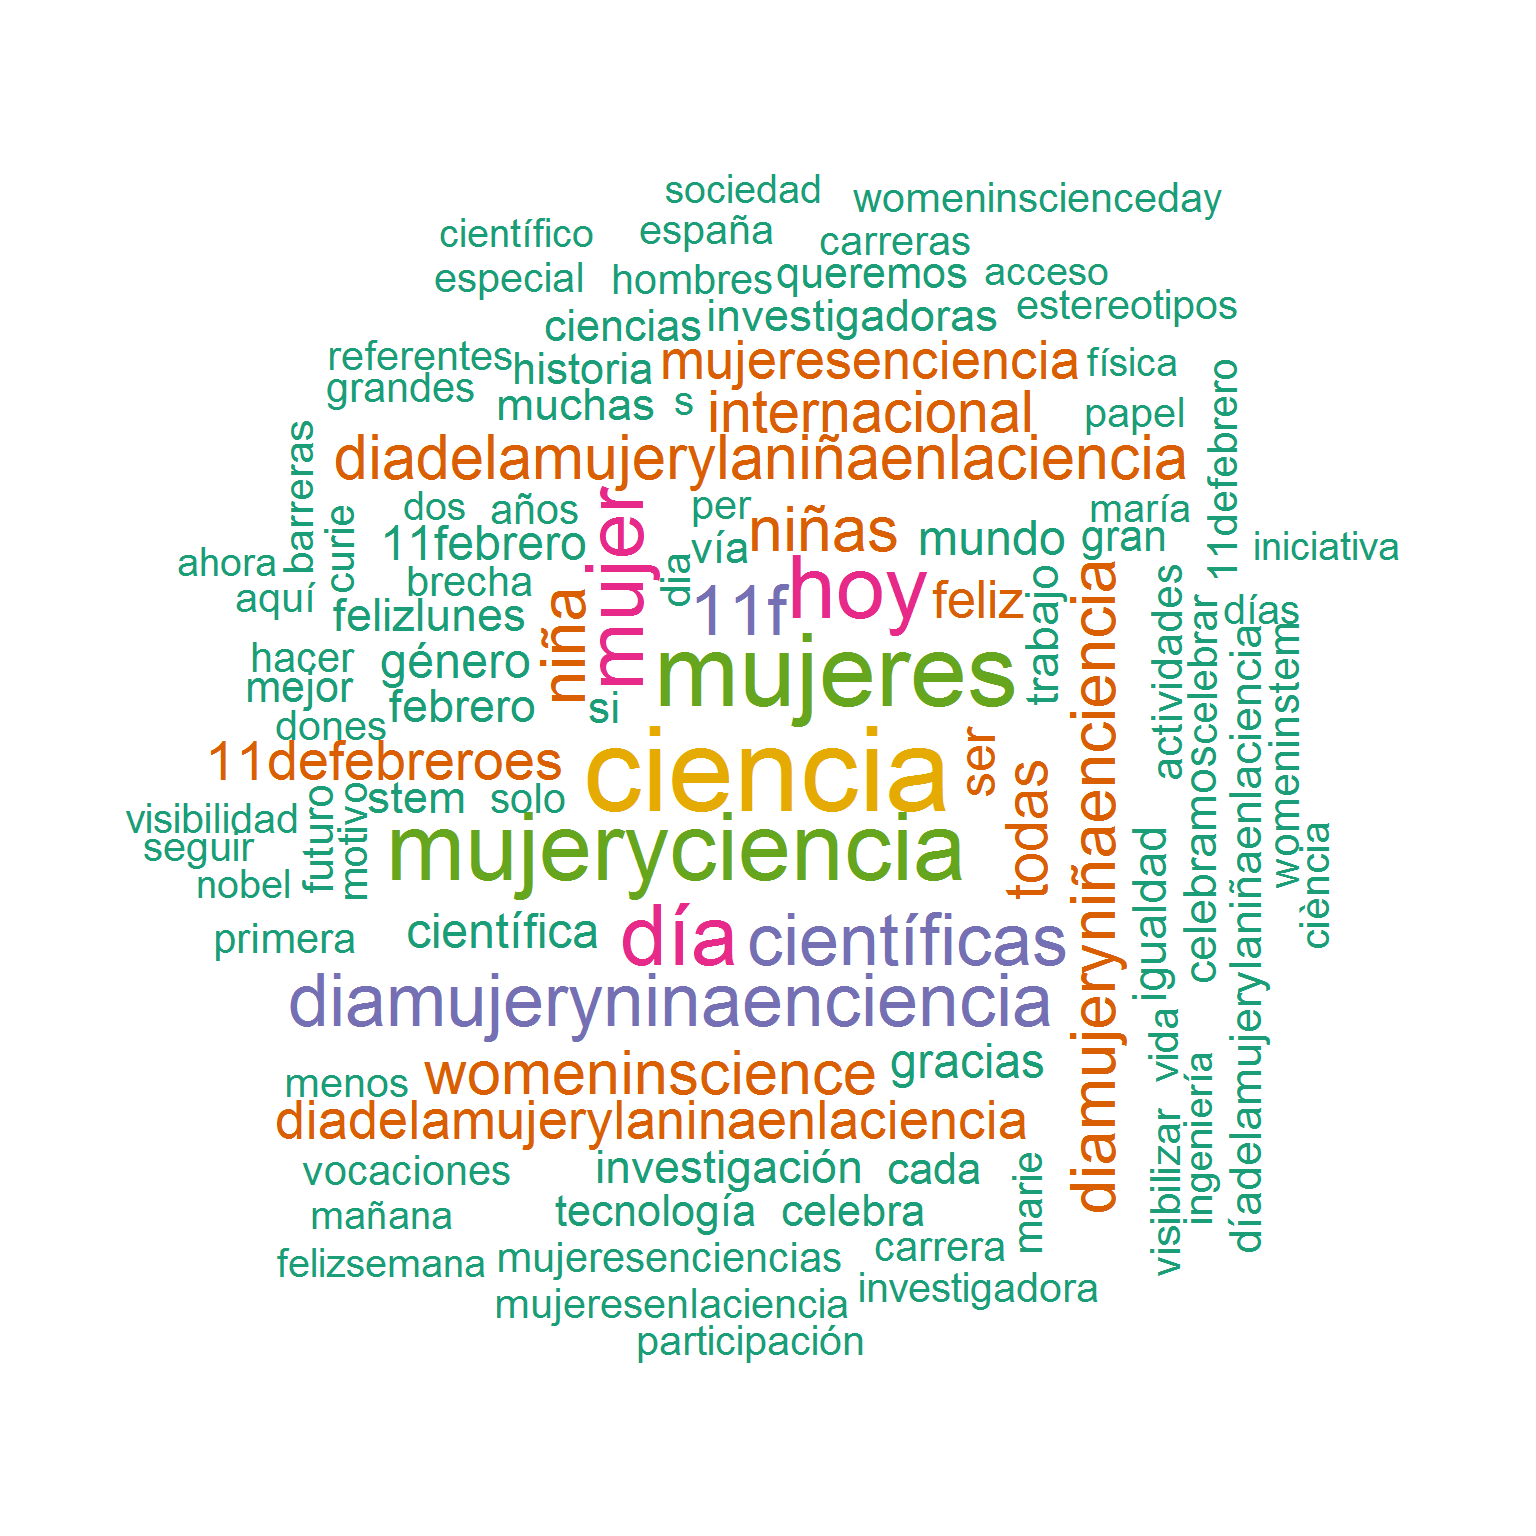 sociedad
womeninscienceday
científico
españa
carreras
especial
hombres
queremos
acceso
ciencias
investigadoras
estereotipos
referentes
historia
mujeresenciencia
física
grandes
muchas
s
internacional
papel
11defebrero
diadelamujerylaniñaenlaciencia
barreras
curie
dos
años
mujer
per
niñas
mundo
maría
gran
iniciativa
ahora
11febrero
vía
dia
hoy
aquí
brecha
11f
feliz
trabajo
diamujeryniñaenciencia
actividades
celebramoscelebrar
días
felizlunes
niña
hacer
género
mujeres
womeninstem
mejor
febrero
si
díadelamujerylaniñaenlaciencia
dones
11defebreroes
ciencia
ser
todas
visibilidad
futuro
motivo
stem
solo
seguir
mujeryciencia
igualdad
ciència
nobel
primera
científica
día
científicas
diamujeryninaenciencia
vida
menos
womeninscience
gracias
ingeniería
diadelamujerylaninaenlaciencia
visibilizar
vocaciones
investigación
cada
marie
mañana
tecnología
celebra
felizsemana
mujeresenciencias
carrera
mujeresenlaciencia
investigadora
participación